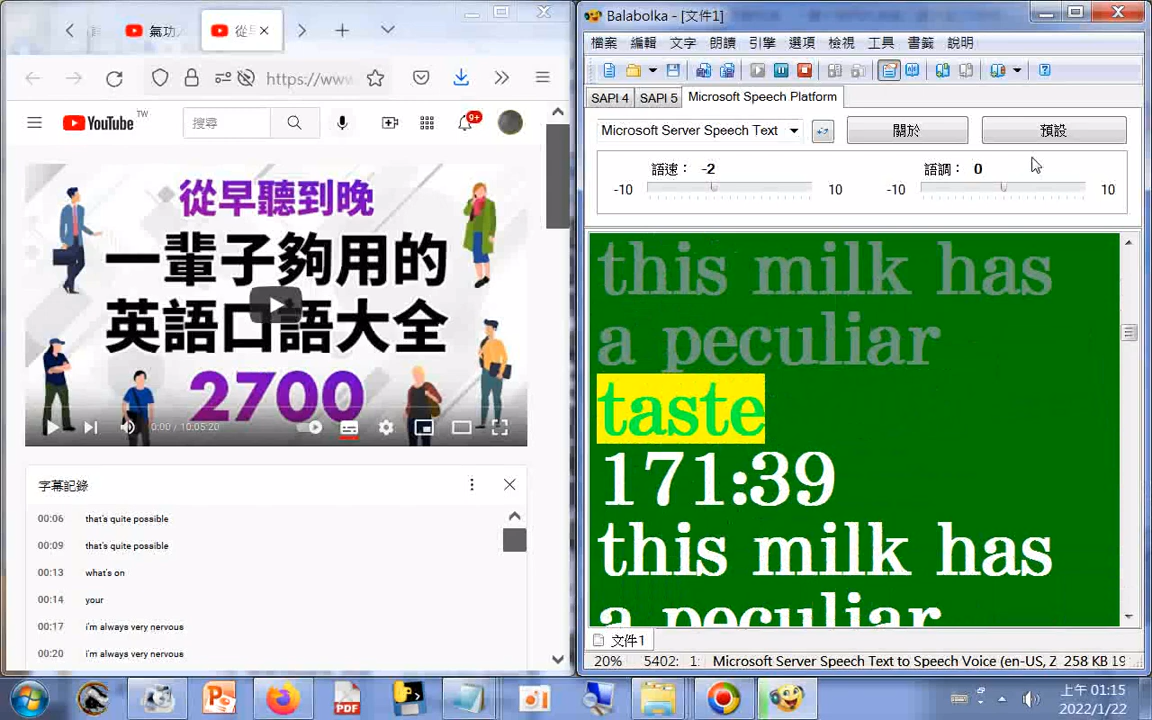 氣功
從
https://www
YouTube TW
搜尋
9+
從早聽到晚
一輩子夠用的
英語口語大全
2700
0:00 / 10:05:20
字幕記錄
00:06 that's quite possible
00:09 that's quite possible
00:13 what's on
00:14 your
00:17 i'm always very nervous
00:20 i'm always very nervous
Balabolka - [文件1]
檔案 編輯 文字 朗讀 引擎 選項 檢視 工具 書籤 說明
SAPI 4 SAPI 5 Microsoft Speech Platform
Microsoft Server Speech Text 關於 預設
語速： -2 語調： 0
-10 10 -10 10
this milk has
a peculiar
taste
171:39
this milk has
a peculiar
文件1
20% 5402: 1: Microsoft Server Speech Text to Speech Voice (en-US, Z 258 KB
PDF
上午 01:15
2022/1/22